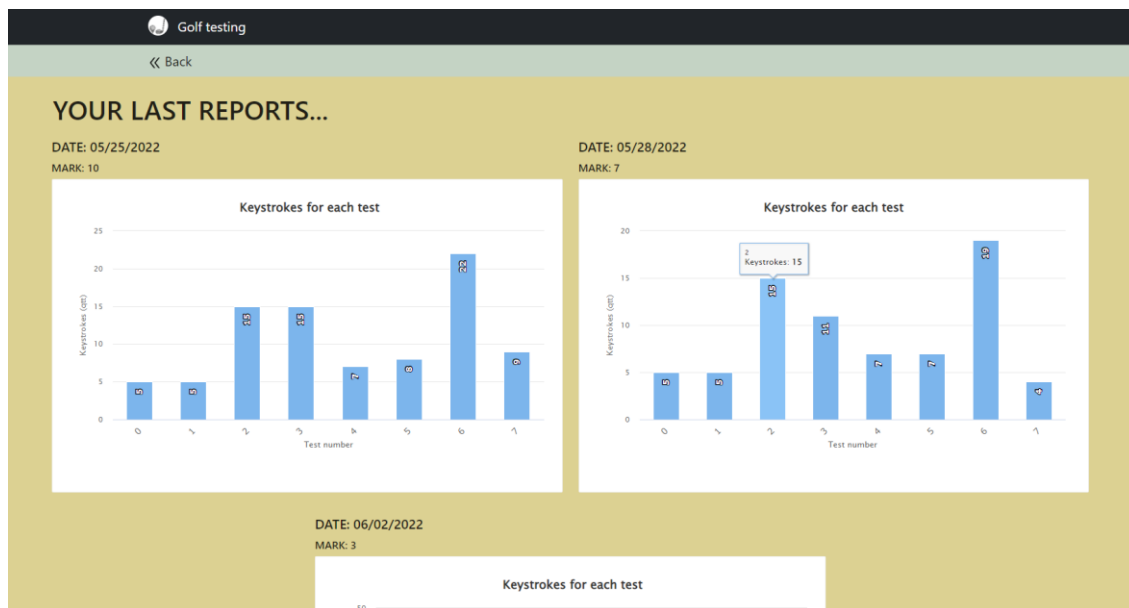 Golf testing
Back
YOUR LAST REPORTS...
DATE: 05/25/2022
MARK: 10
Keystrokes for each test
25
20
15
10
5
0
Keystrokes (qtt)
5
5
15
15
7
8
22
9
0
1
2
3
4
5
6
7
Test number
DATE: 05/28/2022
MARK: 7
Keystrokes for each test
20
15
10
5
0
Keystrokes (qtt)
2
Keystrokes: 15
5
5
15
11
7
7
19
4
0
1
2
3
4
5
6
7
Test number
DATE: 06/02/2022
MARK: 3
Keystrokes for each test
50